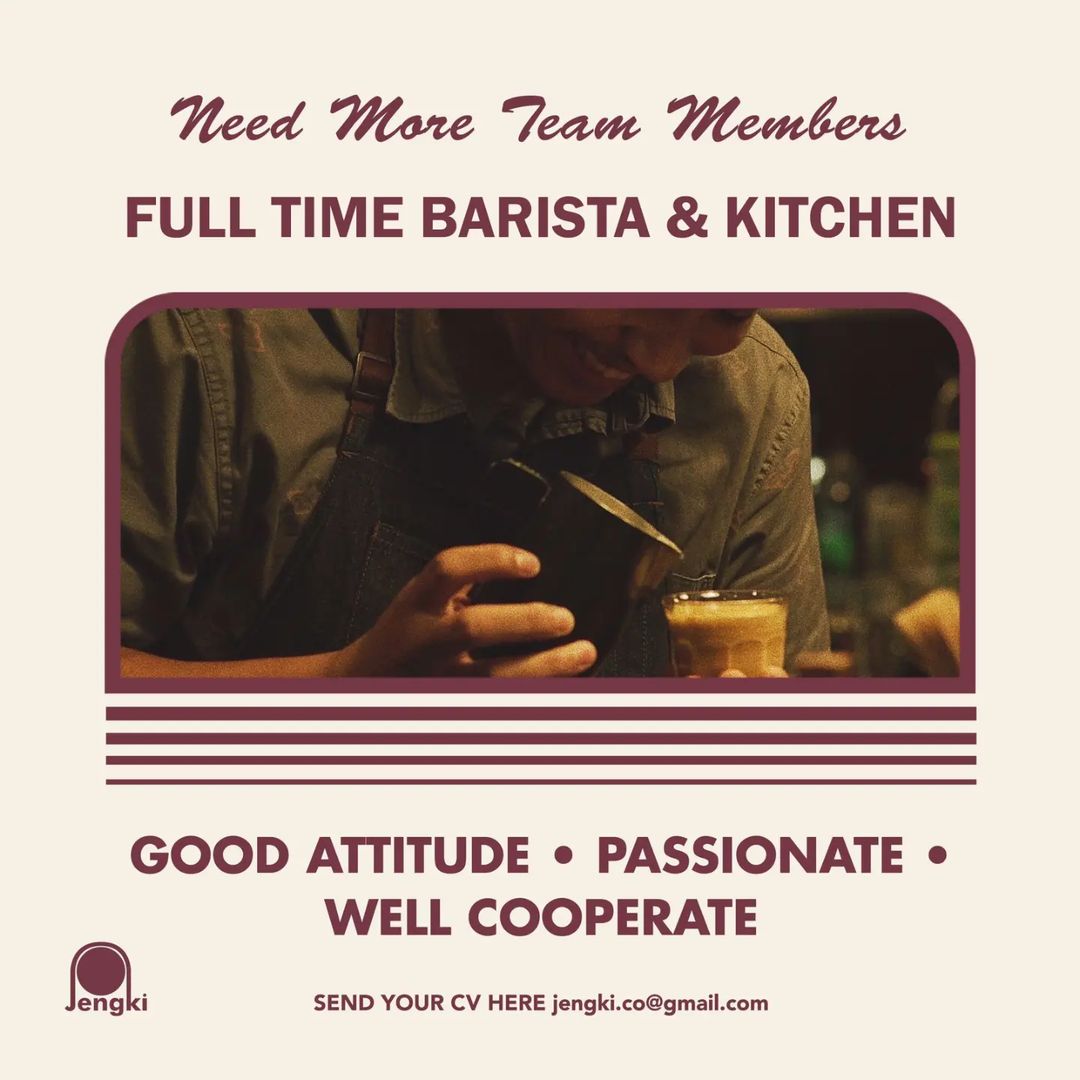 Need More Team Members
FULL TIME BARISTA & KITCHEN
GOOD ATTITUDE • PASSIONATE •
WELL COOPERATE
Jengki
SEND YOUR CV HERE jengki.co@gmail.com